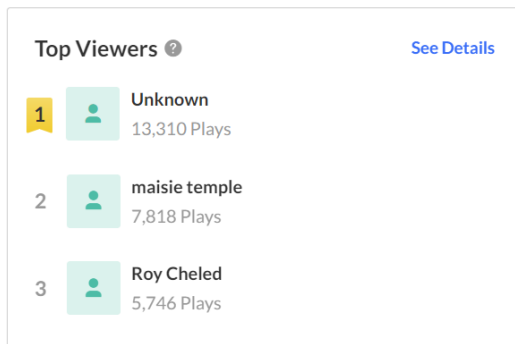 Top Viewers ?
See Details
1
Unknown
13,310 Plays
2
maisie temple
7,818 Plays
3
Roy Cheled
5,746 Plays